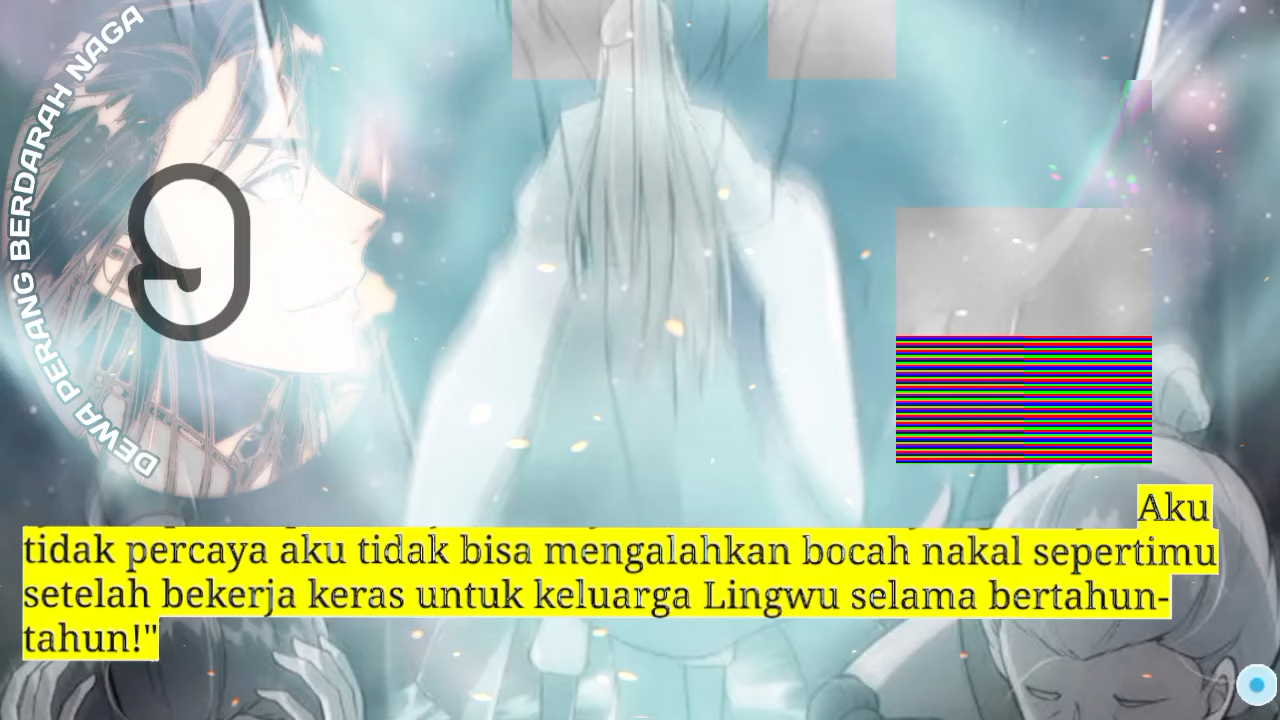 DEWA PERANG BERDARAH NAGA
Aku
tidak percaya aku tidak bisa mengalahkan bocah nakal sepertimu
setelah bekerja keras untuk keluarga Lingwu selama bertahun-
tahun!"